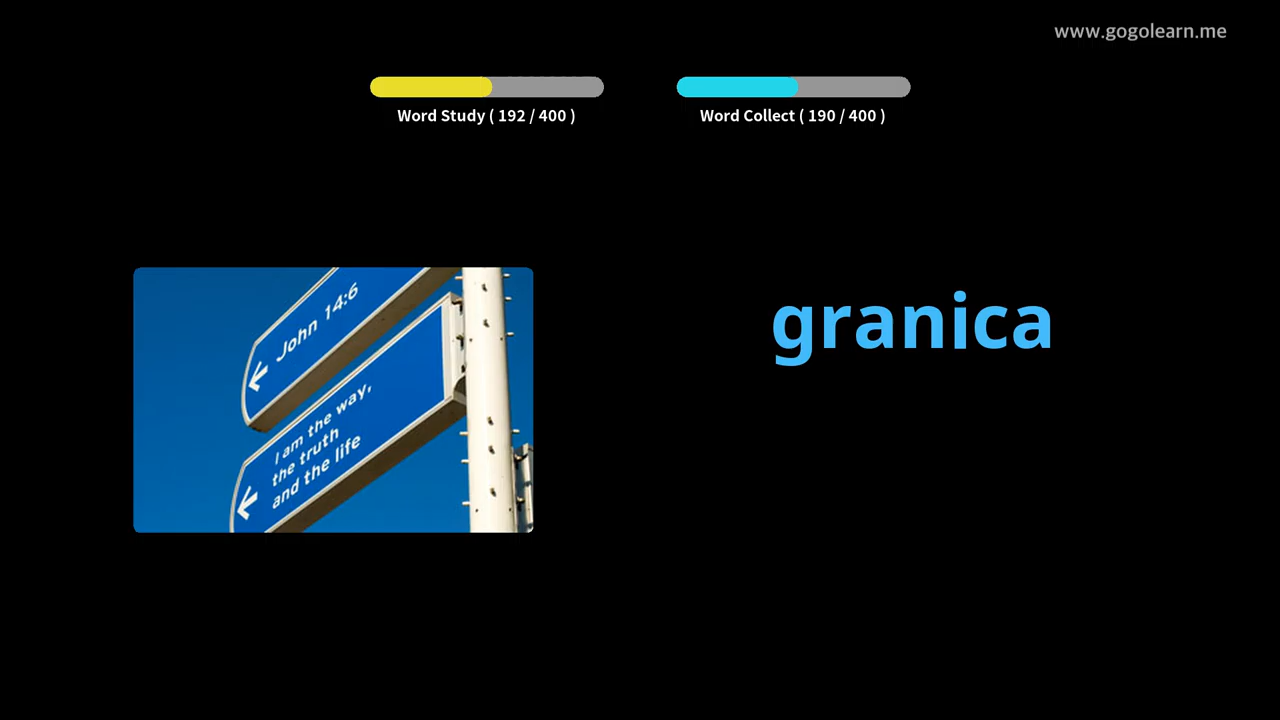 www.gogolearn.me
Word Study ( 192 / 400 )
Word Collect ( 190 / 400 )
John 14:6
I am the way,
the truth
and the life
granica